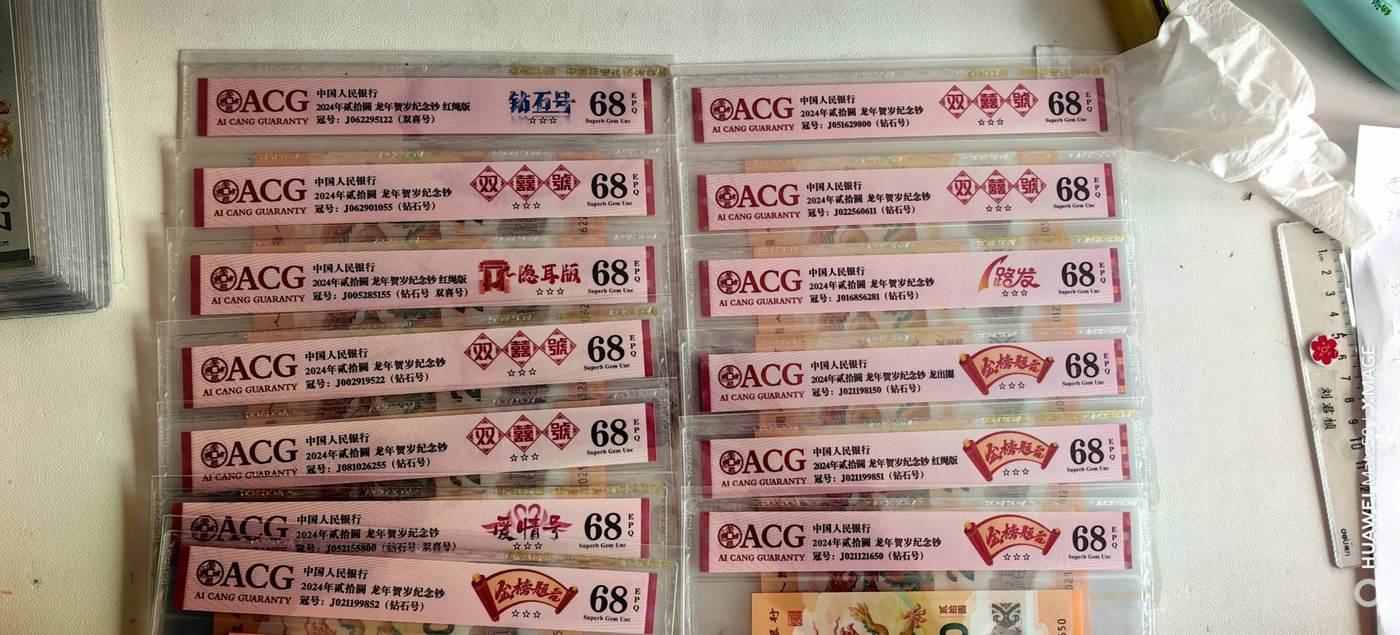 ACG
AI CANG GUARANTY
中国人民银行
2024年贰拾圆 龙年贺岁纪念钞 红绳版
冠号：J062295122（双喜号）
钻石号
☆☆☆
68
EPQ
Superb Gem Unc
ACG
AI CANG GUARANTY
中国人民银行
2024年贰拾圆 龙年贺岁纪念钞
冠号：J062901055（钻石号）
双囍號
☆☆☆
68
EPQ
Superb Gem Unc
ACG
AI CANG GUARANTY
中国人民银行
2024年贰拾圆 龙年贺岁纪念钞 红绳版
冠号：J005285155（钻石号 双喜号）
隐耳版
☆☆☆
68
EPQ
Superb Gem Unc
ACG
AI CANG GUARANTY
中国人民银行
2024年贰拾圆 龙年贺岁纪念钞
冠号：J002919522（钻石号）
双囍號
☆☆☆
68
EPQ
Superb Gem Unc
ACG
AI CANG GUARANTY
中国人民银行
2024年贰拾圆 龙年贺岁纪念钞
冠号：J081026255（钻石号）
双囍號
☆☆☆
68
EPQ
Superb Gem Unc
ACG
中国人民银行
2024年贰拾圆 龙年贺岁纪念钞
冠号：J052155800（钻石号 双喜号）
爱情号
☆☆☆
68
EPQ
Superb Gem Unc
ACG
AI CANG GUARANTY
中国人民银行
2024年贰拾圆 龙年贺岁纪念钞
冠号：J021199852（钻石号）
金榜题名
☆☆☆
68
EPQ
Superb Gem Unc
ACG
AI CANG GUARANTY
中国人民银行
2024年贰拾圆 龙年贺岁纪念钞
冠号：J051629800（钻石号）
双囍號
☆☆☆
68
EPQ
Superb Gem Unc
ACG
AI CANG GUARANTY
中国人民银行
2024年贰拾圆 龙年贺岁纪念钞
冠号：J022560611（钻石号）
双囍號
☆☆☆
68
EPQ
Superb Gem Unc
ACG
AI CANG GUARANTY
中国人民银行
2024年贰拾圆 龙年贺岁纪念钞
冠号：J016856281（钻石号）
1路发
☆☆☆
68
EPQ
Superb Gem Unc
ACG
AI CANG GUARANTY
中国人民银行
2024年贰拾圆 龙年贺岁纪念钞 龙出圈
冠号：J021198150（钻石号）
金榜题名
☆☆☆
68
EPQ
Superb Gem Unc
ACG
AI CANG GUARANTY
中国人民银行
2024年贰拾圆 龙年贺岁纪念钞 红绳版
冠号：J021199851（钻石号）
金榜题名
☆☆☆
68
EPQ
Superb Gem Unc
ACG
AI CANG GUARANTY
中国人民银行
2024年贰拾圆 龙年贺岁纪念钞
冠号：J021121650（钻石号）
金榜题名
☆☆☆
68
EPQ
Superb Gem Unc
贰拾圆
刘君桢
HUAWEI Mate 50 · XMAGE